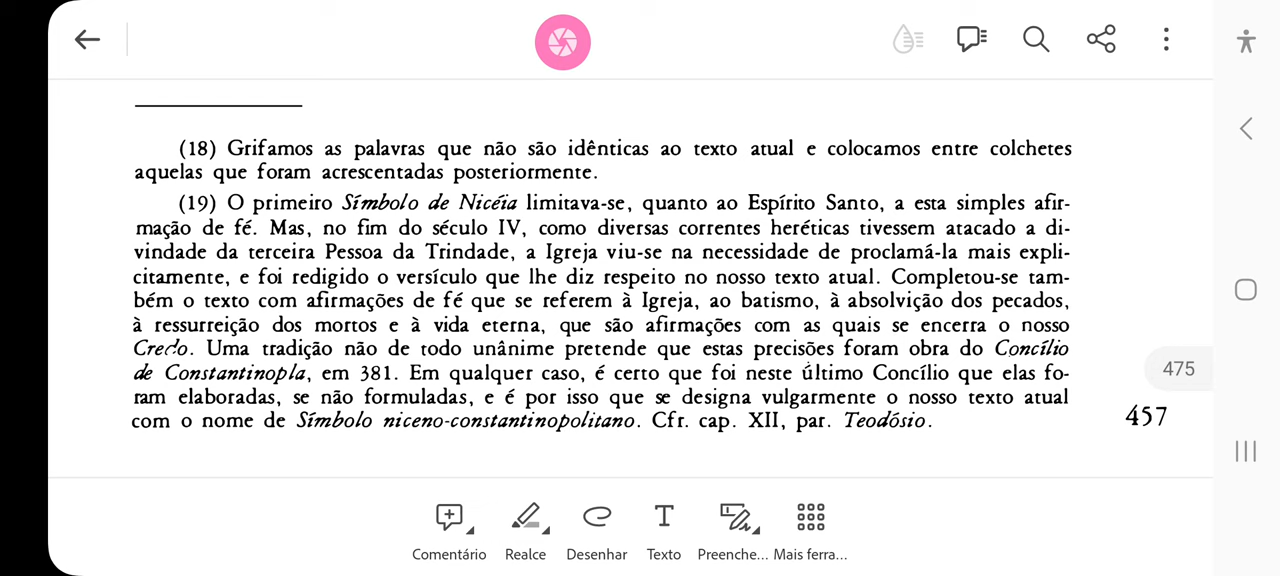 (18) Grifamos as palavras que não são idênticas ao texto atual e colocamos entre colchetes
aquelas que foram acrescentadas posteriormente.
(19) O primeiro Símbolo de Nicéia limitava-se, quanto ao Espírito Santo, a esta simples afir-
mação de fé. Mas, no fim do século IV, como diversas correntes heréticas tivessem atacado a di-
vindade da terceira Pessoa da Trindade, a Igreja viu-se na necessidade de proclamá-la mais expli-
citamente, e foi redigido o versículo que lhe diz respeito no nosso texto atual. Completou-se tam-
bém o texto com afirmações de fé que se referem à Igreja, ao batismo, à absolvição dos pecados,
à ressurreição dos mortos e à vida eterna, que são afirmações com as quais se encerra o nosso
Credo. Uma tradição não de todo unânime pretende que estas precisões foram obra do Concílio
de Constantinopla, em 381. Em qualquer caso, é certo que foi neste último Concílio que elas fo-
ram elaboradas, se não formuladas, e é por isso que se designa vulgarmente o nosso texto atual
com o nome de Símbolo niceno-constantinopolitano. Cfr. cap. XII, par. Teodósio.
475
457
Comentário Realce Desenhar Texto Preenche... Mais ferra...